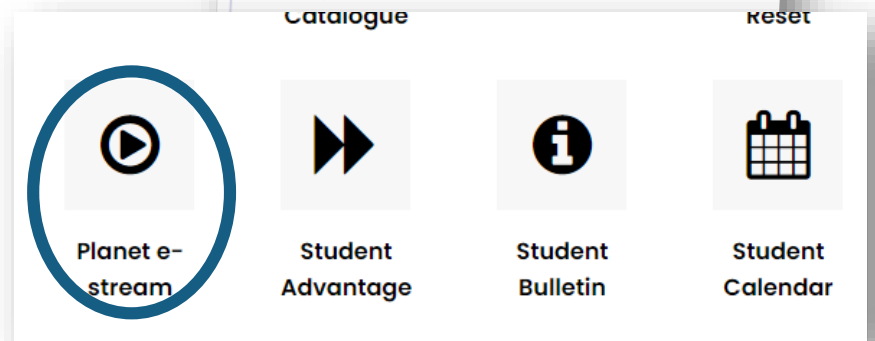 Catalogue Reset
Planet e- Student Student Student
stream Advantage Bulletin Calendar